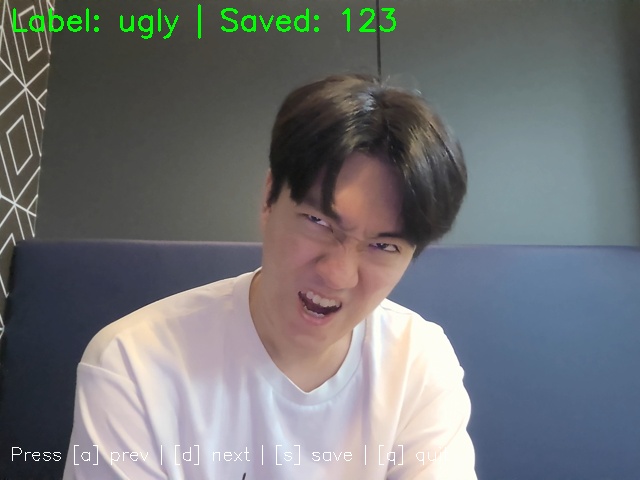 Label: ugly | Saved: 123
Press [a] prev | [d] next | [s] save | [q]